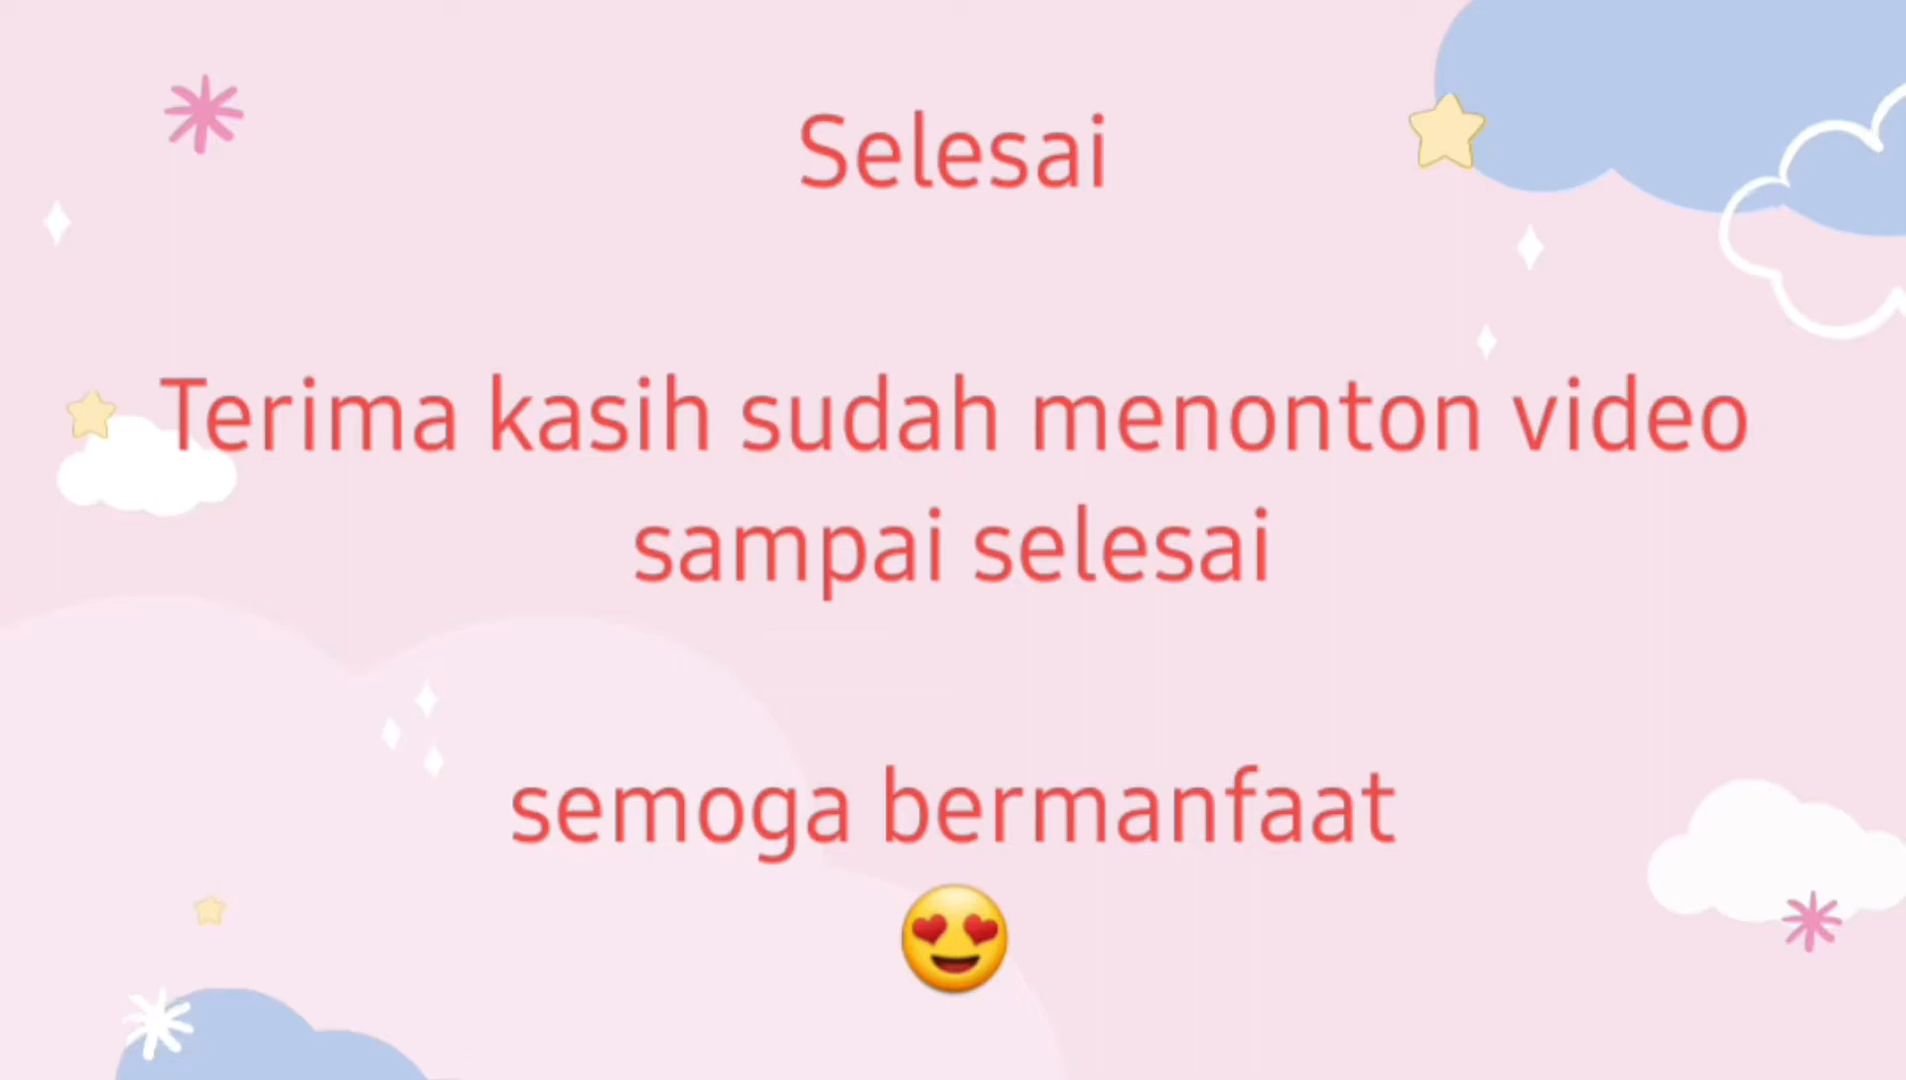 Selesai
Terima kasih sudah menonton video
sampai selesai
semoga bermanfaat
😍